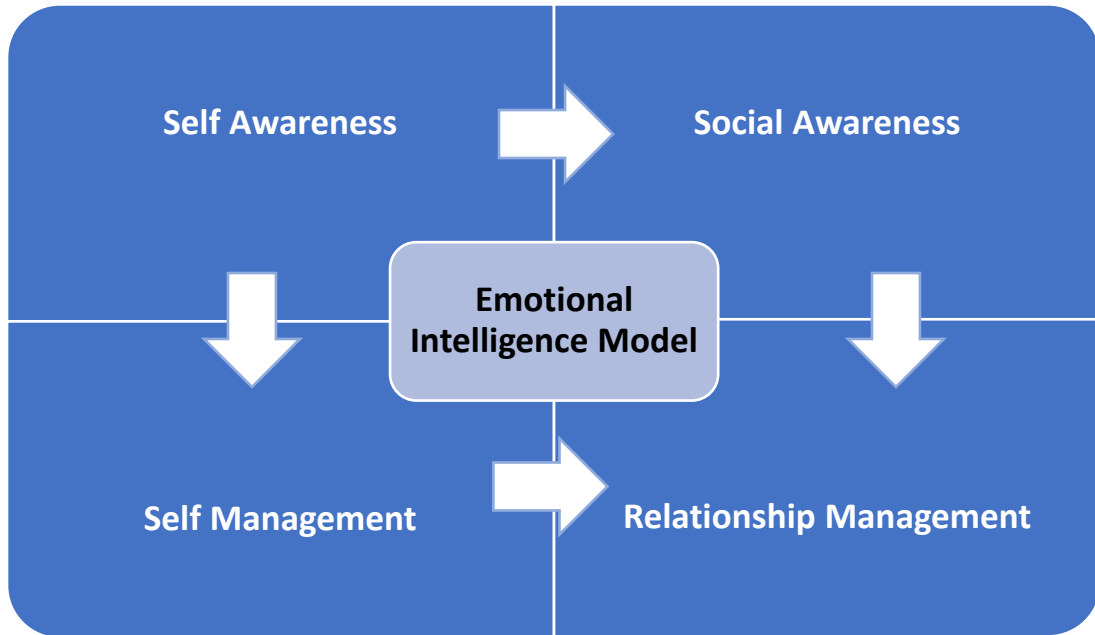 Self Awareness
Social Awareness
Emotional
Intelligence Model
Self Management
Relationship Management